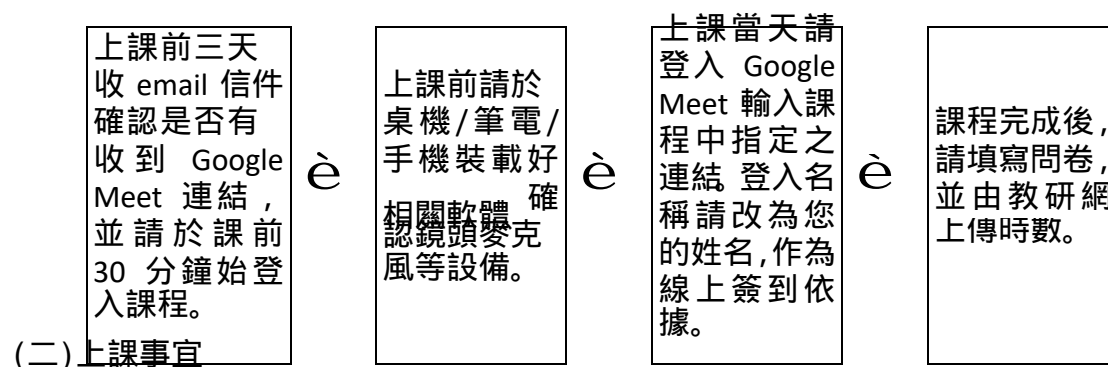 上課前三天
收 email 信件
確認是否有
收到 Google
Meet 連結，
並請於課前
30 分鐘始登
入課程。
è
上課前請於
桌機/筆電/
手機裝載好
相關軟體 確
認鏡頭麥克
風等設備。
è
上課當天請
登入 Google
Meet 輸入課
程中指定之
連結。登入名
稱請改為您
的姓名，作為
線上簽到依
據。
è
課程完成後，
請填寫問卷，
並由教研網
上傳時數。
(二)上課事宜